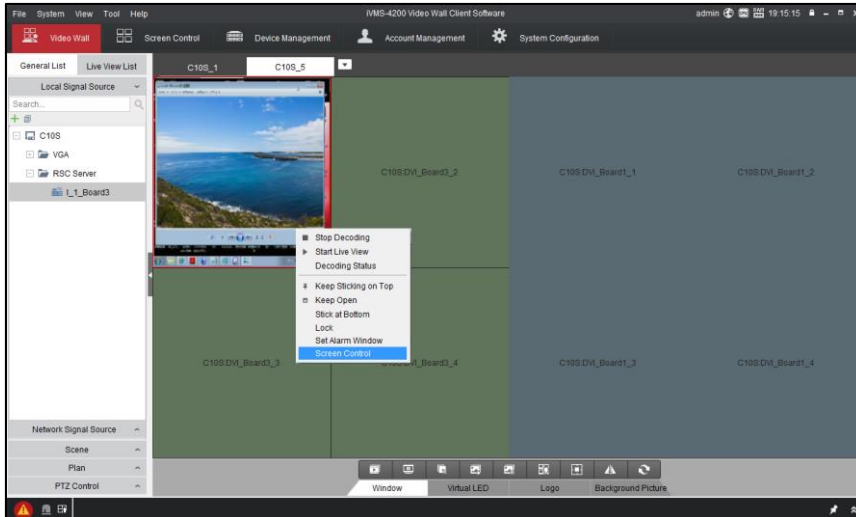 File System View Tool Help
iVMS-4200 Video Wall Client Software
admin 19:15:15
Video Wall
Screen Control
Device Management
Account Management
System Configuration
General List Live View List
C10S_1 C10S_5
Local Signal Source
Search...
C10S
VGA
RSC Server
I_1_Board3
C10S:DVI_Board3_2
C10S:DVI_Board1_1
C10S:DVI_Board1_2
Stop Decoding
Start Live View
Decoding Status
Keep Sticking on Top
Keep Open
Stick at Bottom
Lock
Set Alarm Window
Screen Control
C10S:DVI_Board3_3
C10S:DVI_Board3_4
C10S:DVI_Board1_3
C10S:DVI_Board1_4
Network Signal Source
Scene
Plan
PTZ Control
Window Virtual LED Logo Background Picture